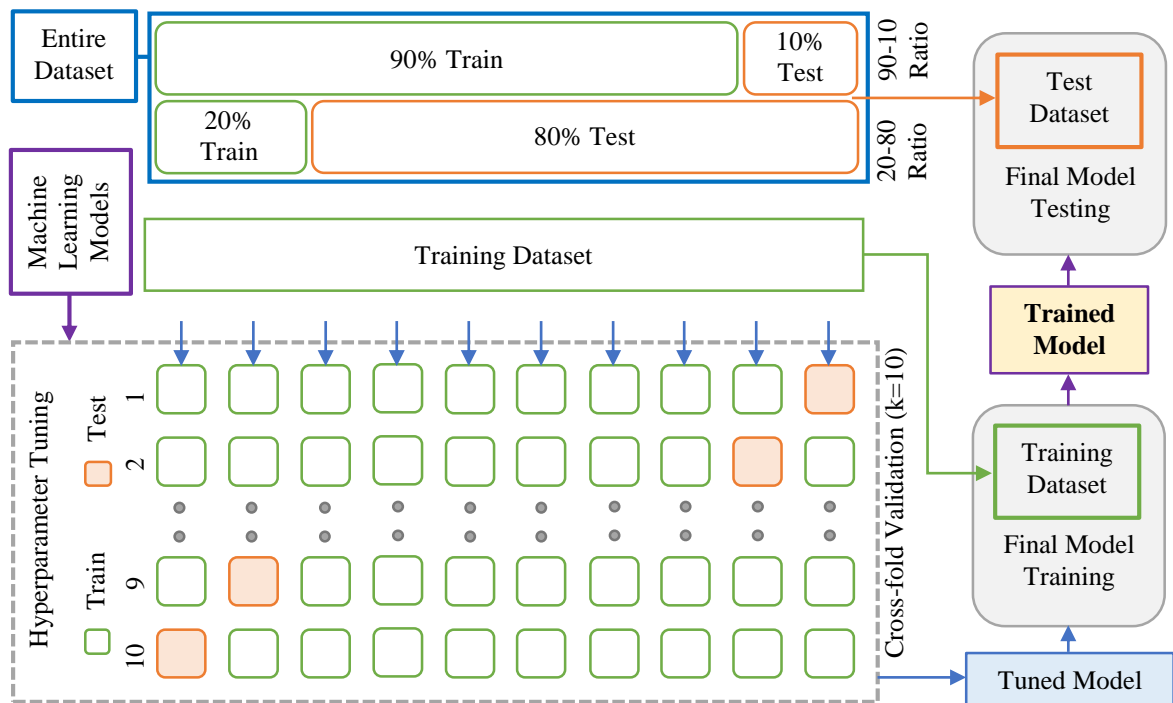 Entire
Dataset
90% Train
10%
Test
90-10
Ratio
20%
Train
80% Test
20-80
Ratio
Test
Dataset
Final Model
Testing
Machine
Learning
Models
Training Dataset
Trained
Model
Hyperparameter Tuning
Test
Train
1
2
9
10
Cross-fold Validation (k=10)
Training
Dataset
Final Model
Training
Tuned Model